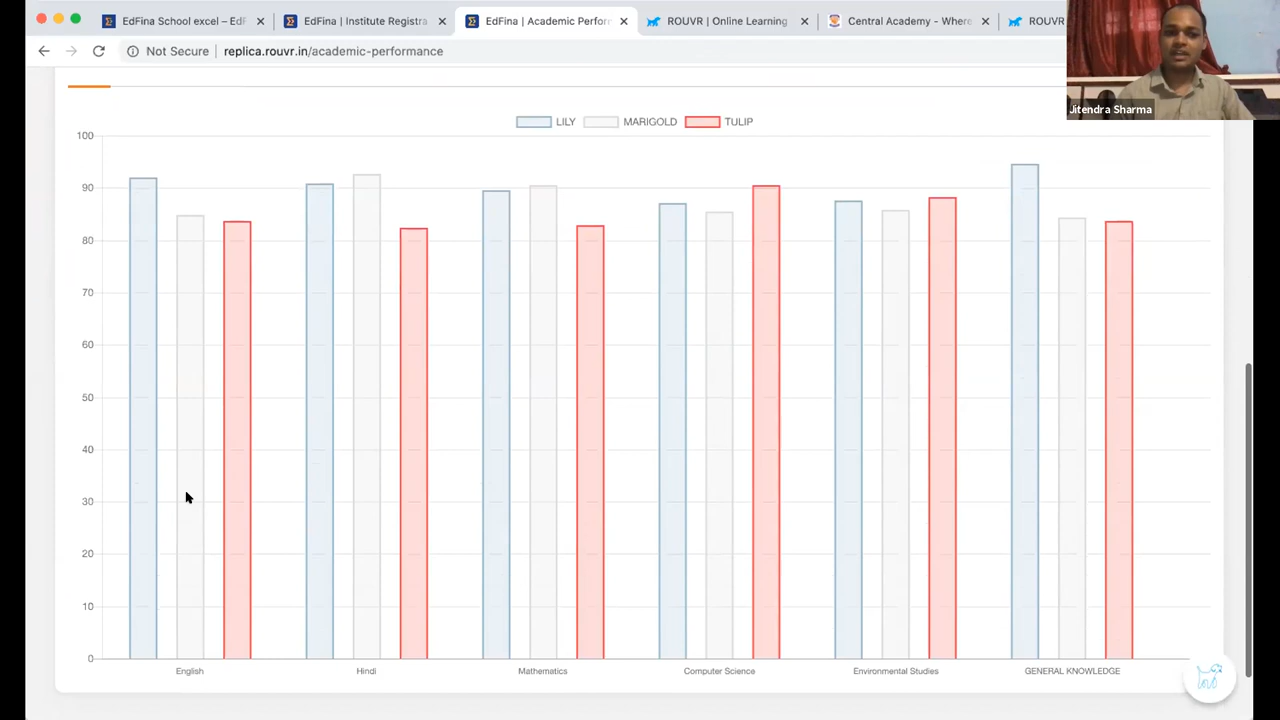 EdFina School excel – EdF
EdFina | Institute Registra
EdFina | Academic Perfor
ROUVR | Online Learning
Central Academy - Where
ROUVR
Not Secure
replica.rouvr.in/academic-performance
Jitendra Sharma
LILY
MARIGOLD
TULIP
100
90
80
70
60
50
40
30
20
10
0
English
Hindi
Mathematics
Computer Science
Environmental Studies
GENERAL KNOWLEDGE